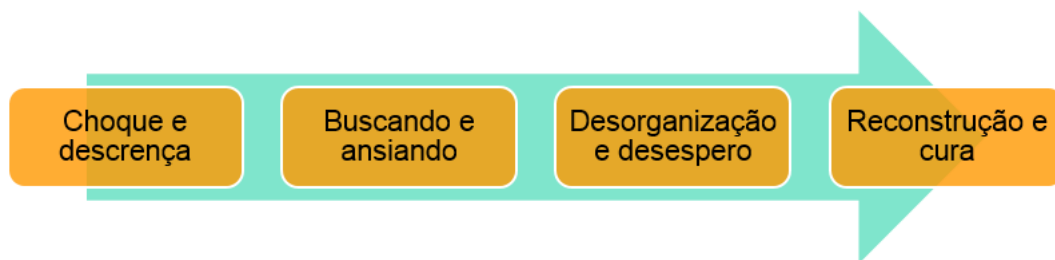 Choque e
descrença
Buscando e
ansiando
Desorganização
e desespero
Reconstrução e
cura